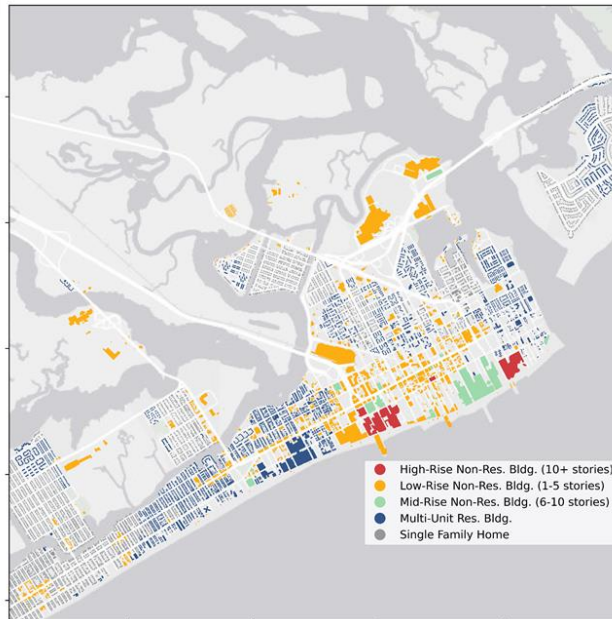 High-Rise Non-Res. Bldg. (10+ stories)
Low-Rise Non-Res. Bldg. (1-5 stories)
Mid-Rise Non-Res. Bldg. (6-10 stories)
Multi-Unit Res. Bldg.
Single Family Home